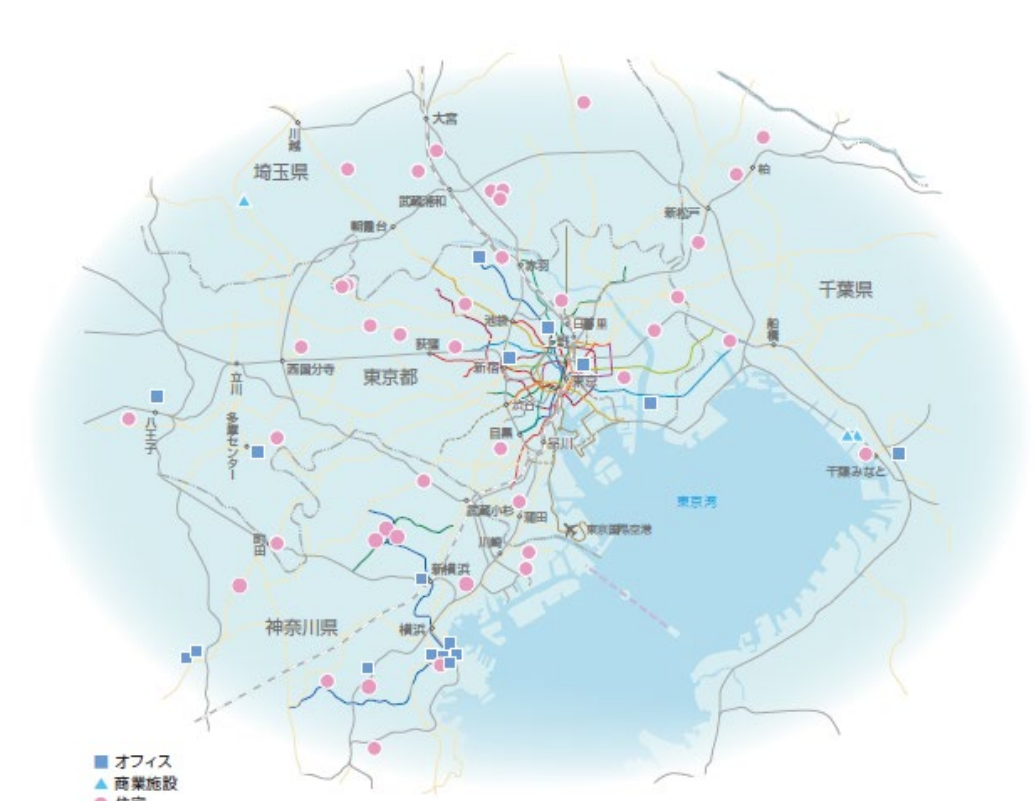 大宮
川越
埼玉県
柏
武蔵浦和
新松戸
朝霞台
赤羽
千葉県
池袋
日暮里
船橋
荻窪
上野
新宿
西国分寺
東京都
東京
立川
渋谷
八王子
多摩センター
目黒
品川
千葉みなと
東京湾
武蔵小杉
蒲田
東京国際空港
町田
川崎
新横浜
神奈川県
横浜
オフィス
商業施設
住宅